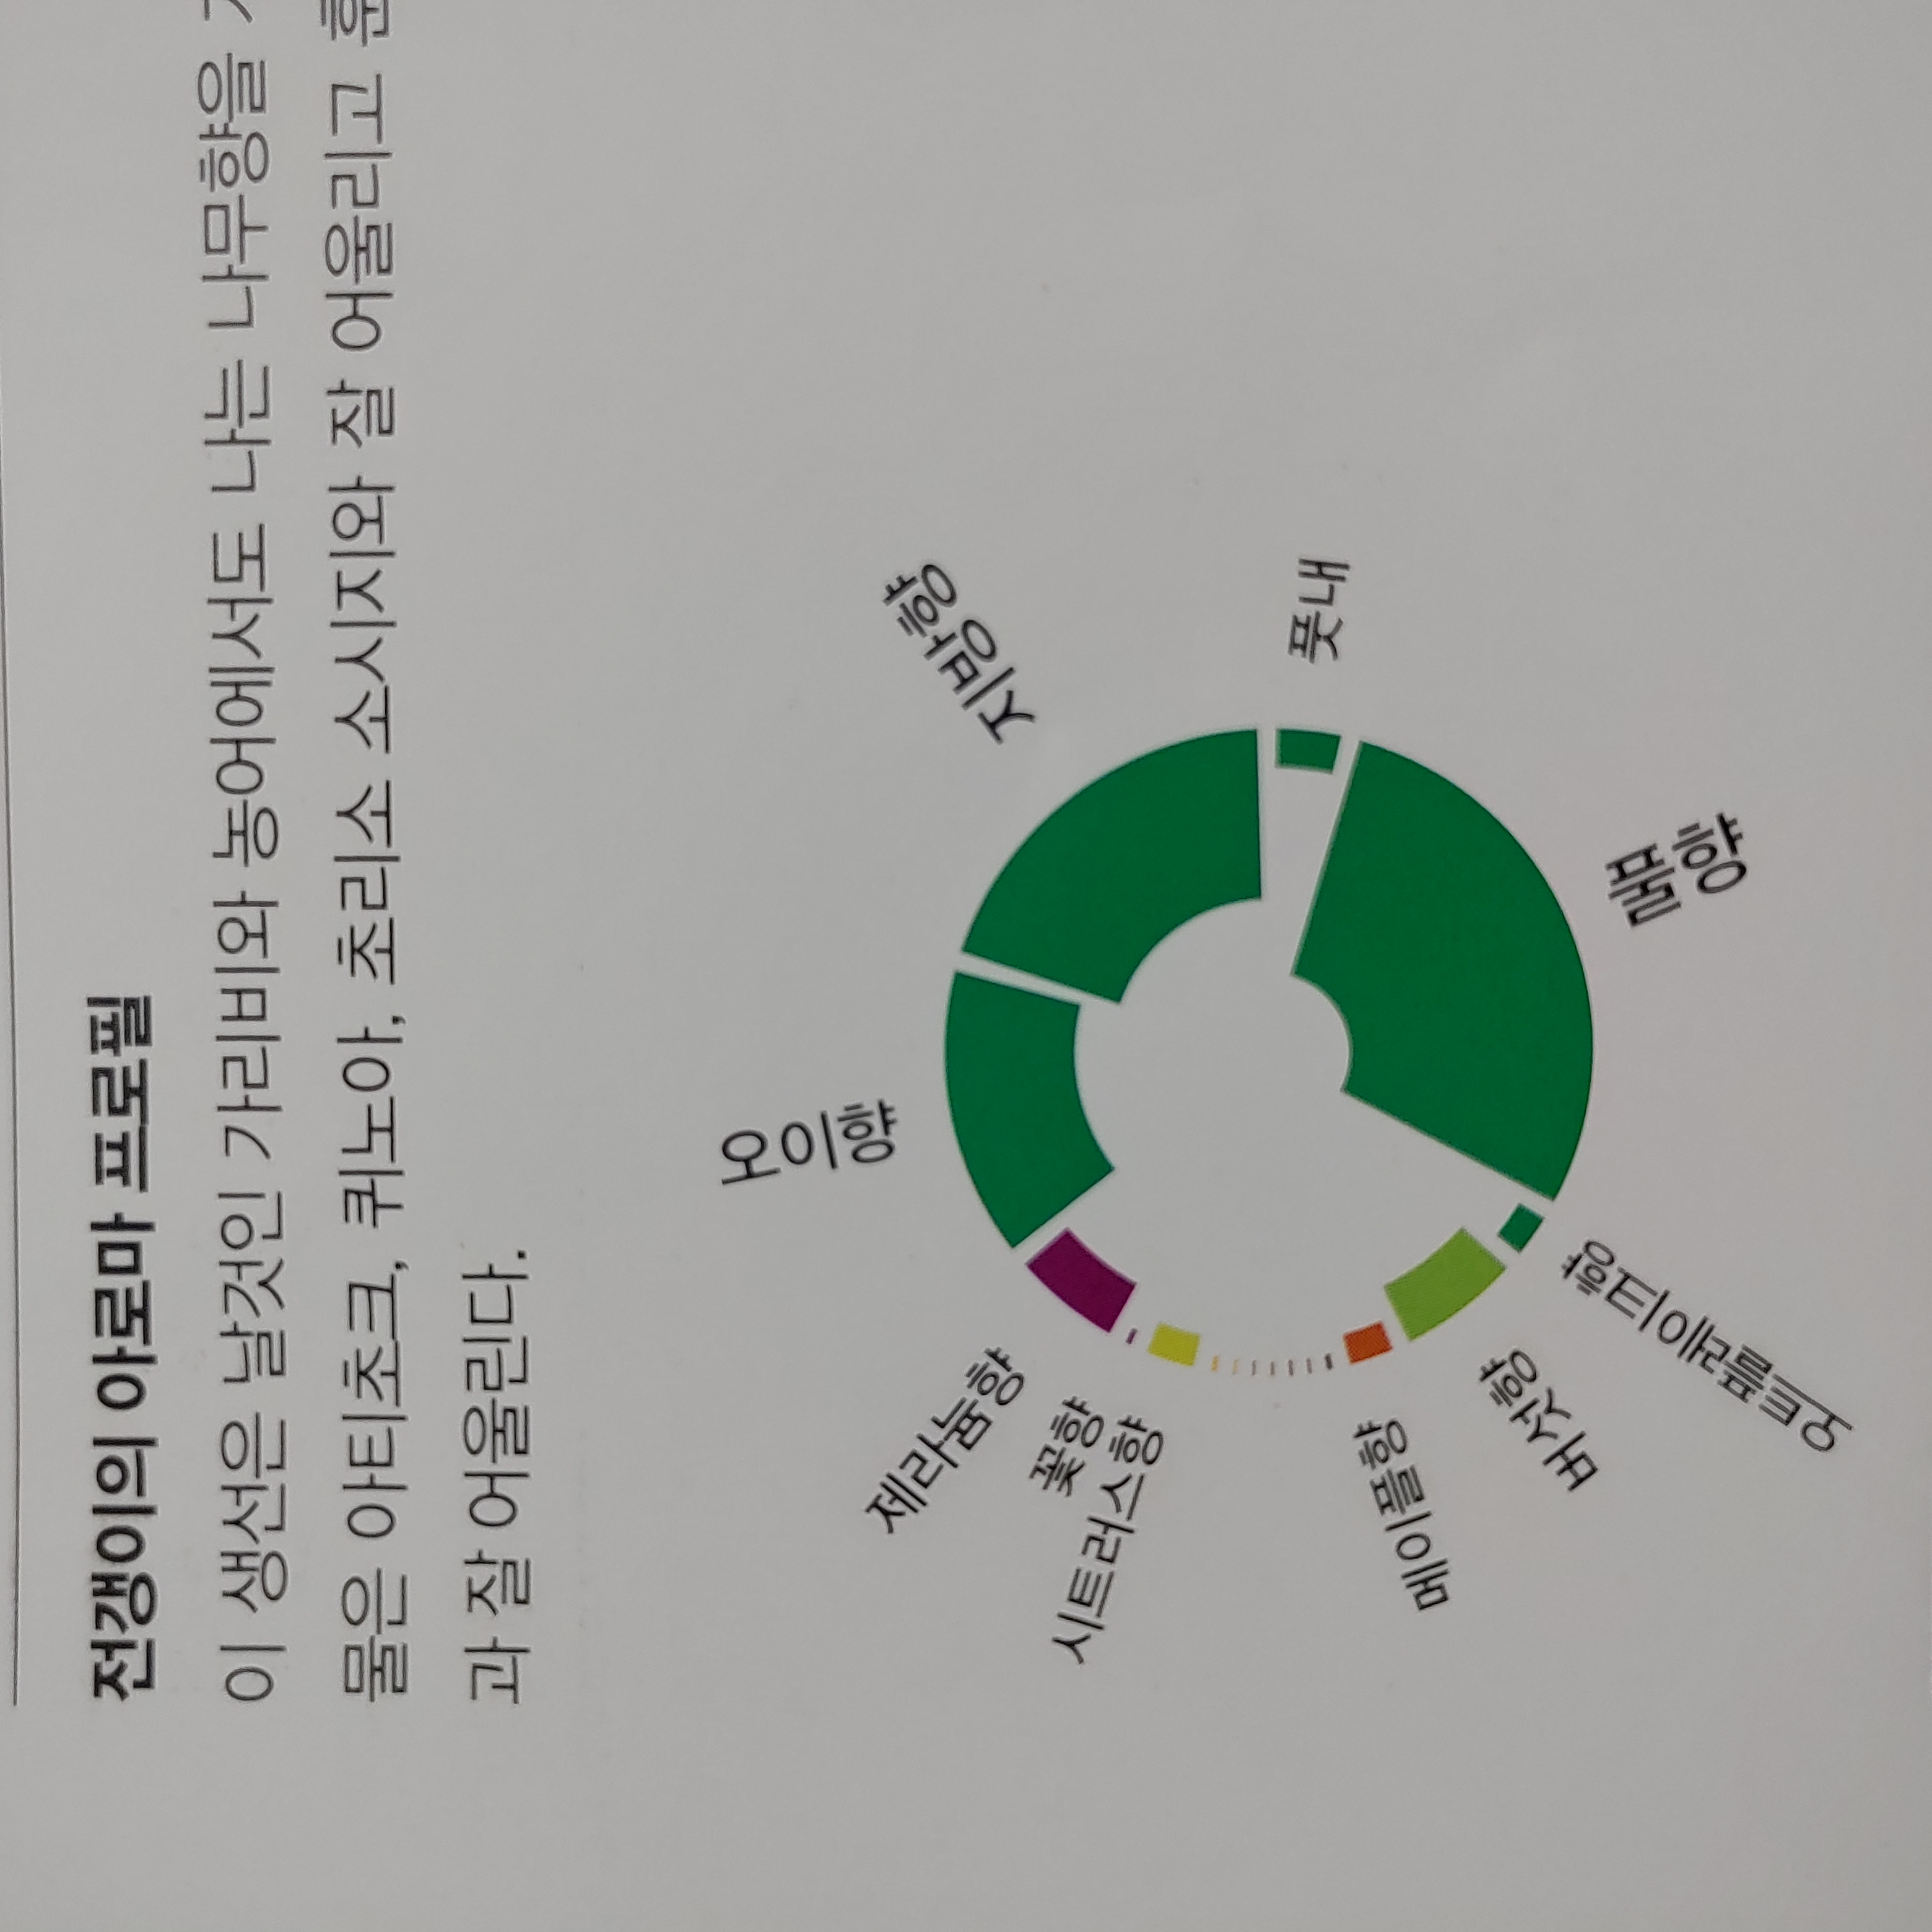 전갱이의 아로마 프로필
이 생선은 날것인 가리비와 농어에서도 나는 나무향을
물은 아티초크, 퀴노아, 초리소 소시지와 잘 어울리고
과 잘 어울린다.
오이향
지방향
제라늄향
꽃향
시트러스향
풋내
메이플향
버섯향
오트플레이크향
풀향